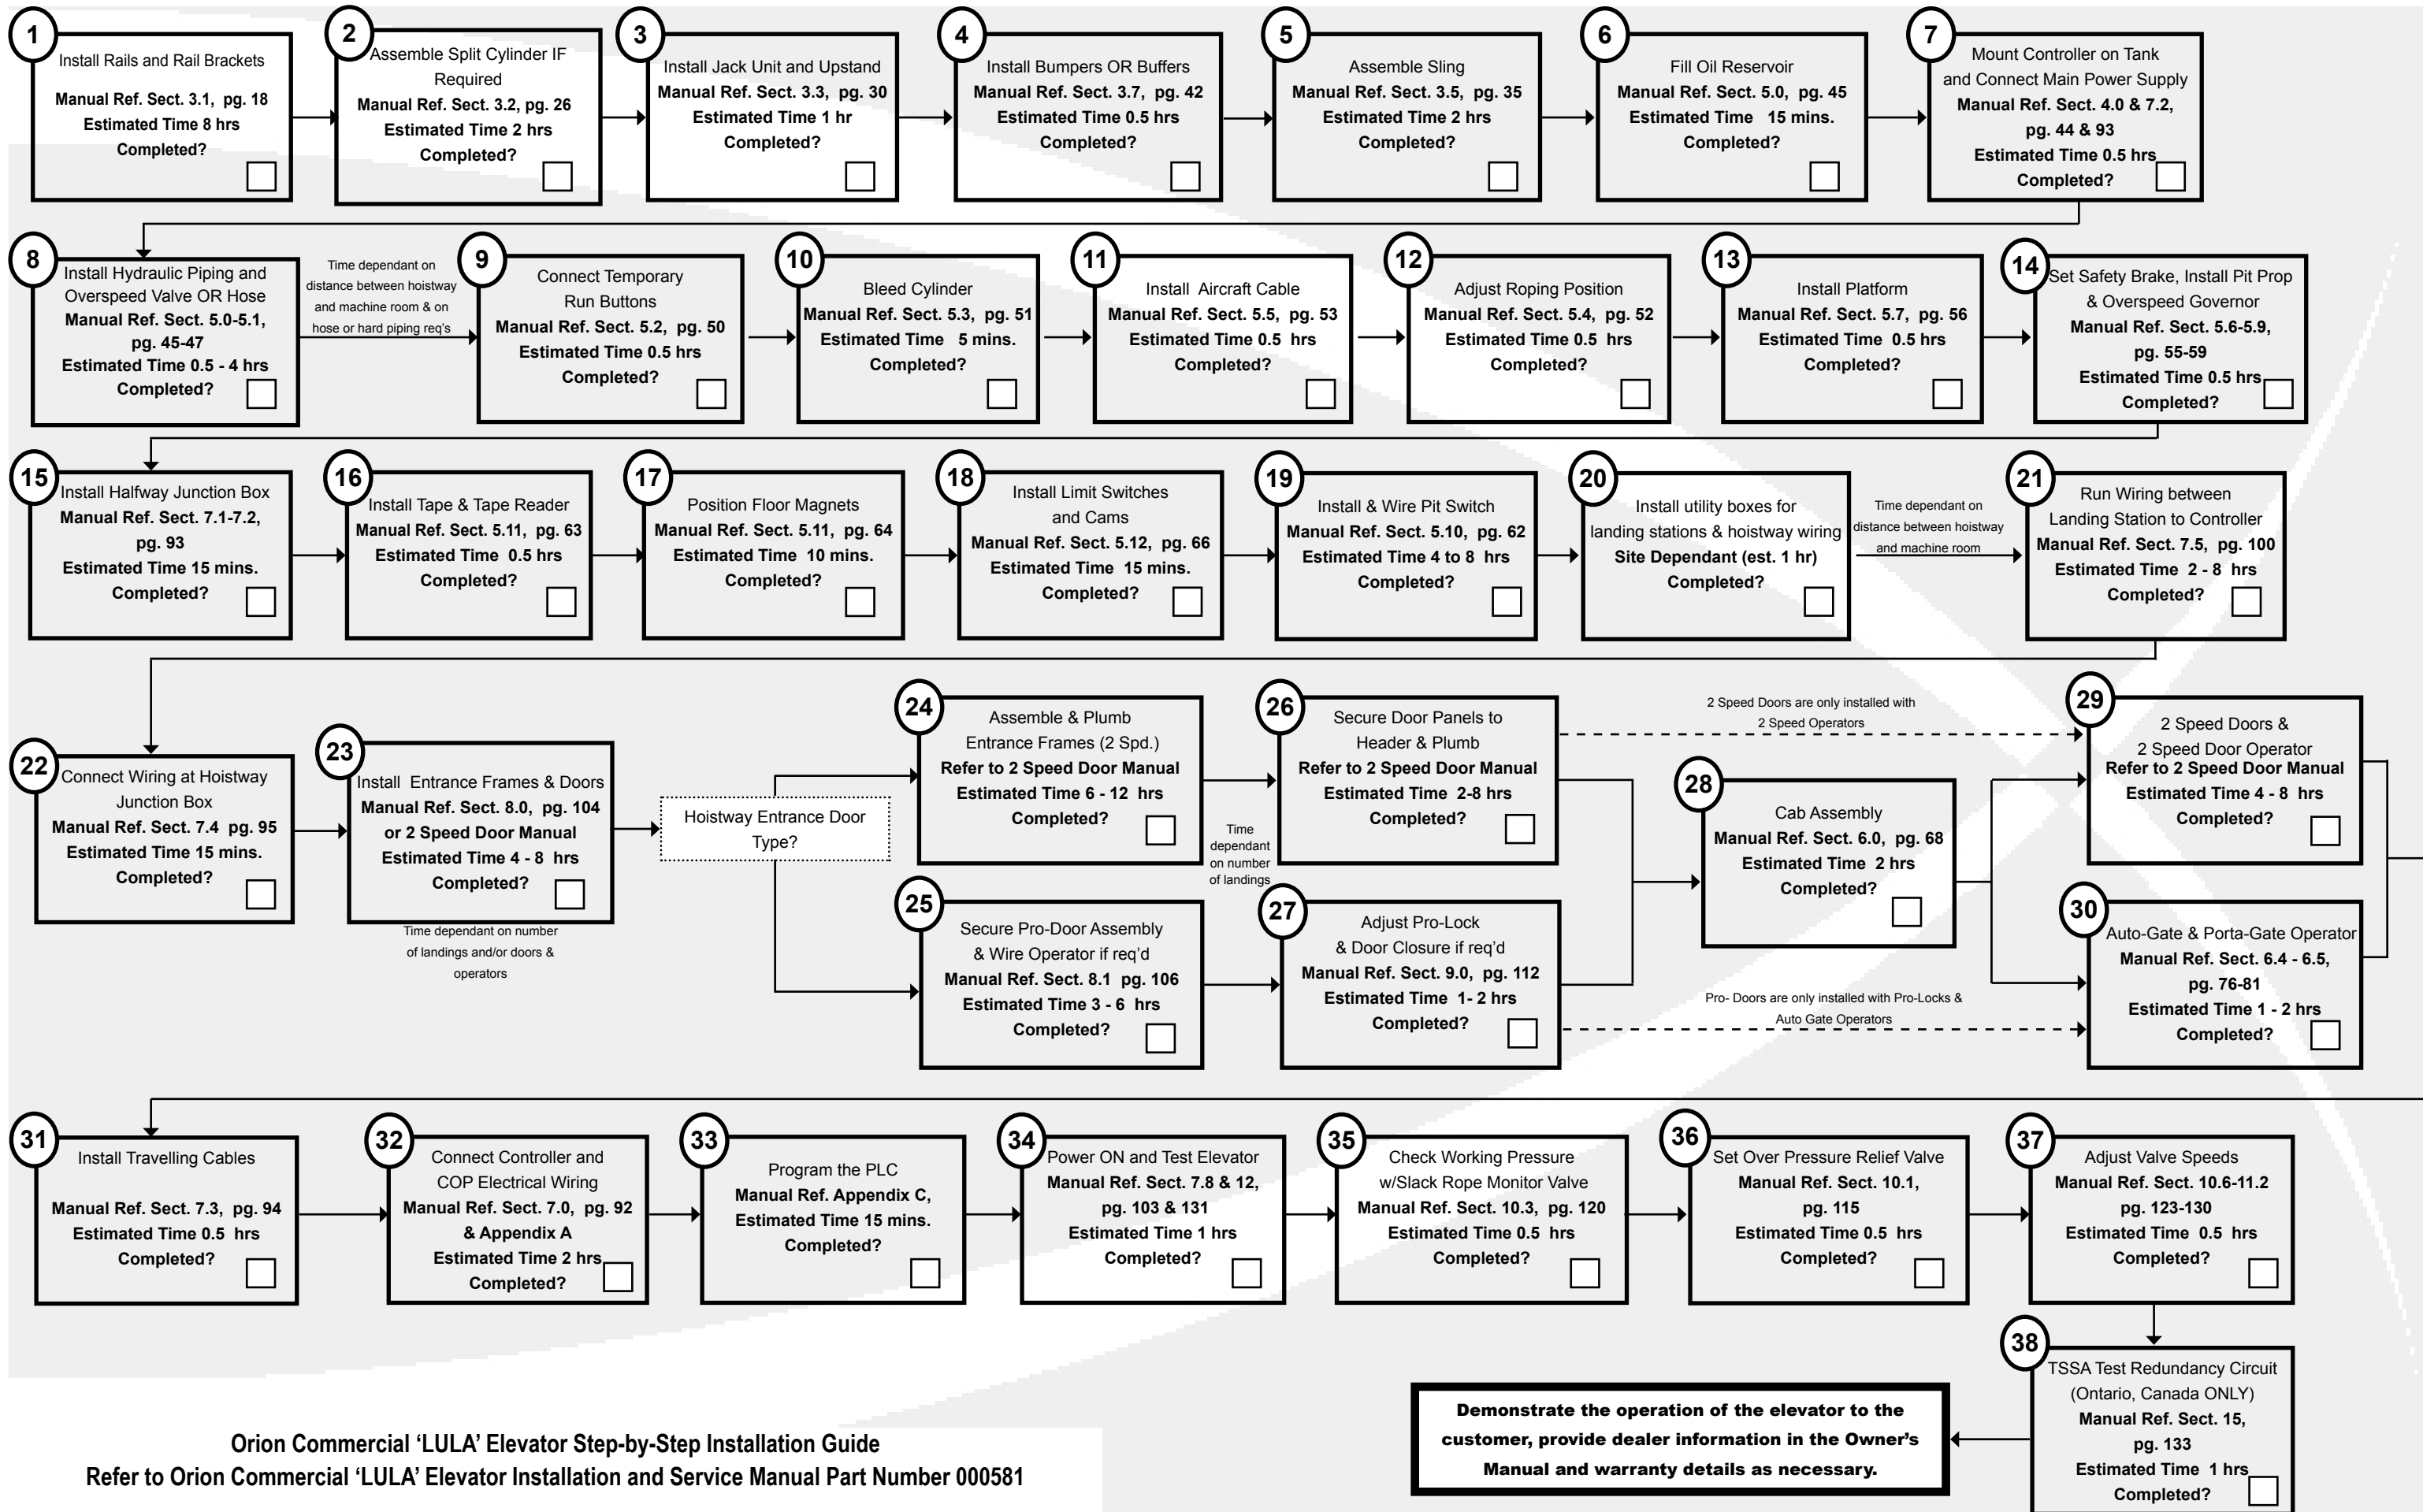 1
Install Rails and Rail Brackets
Manual Ref. Sect. 3.1, pg. 18
Estimated Time 8 hrs
Completed?
2
Assemble Split Cylinder IF
Required
Manual Ref. Sect. 3.2, pg. 26
Estimated Time 2 hrs
Completed?
3
Install Jack Unit and Upstand
Manual Ref. Sect. 3.3, pg. 30
Estimated Time 1 hr
Completed?
4
Install Bumpers OR Buffers
Manual Ref. Sect. 3.7, pg. 42
Estimated Time 0.5 hrs
Completed?
5
Assemble Sling
Manual Ref. Sect. 3.5, pg. 35
Estimated Time 2 hrs
Completed?
6
Fill Oil Reservoir
Manual Ref. Sect. 5.0, pg. 45
Estimated Time 15 mins.
Completed?
7
Mount Controller on Tank
and Connect Main Power Supply
Manual Ref. Sect. 4.0 & 7.2,
pg. 44 & 93
Estimated Time 0.5 hrs
Completed?
8
Install Hydraulic Piping and
Overspeed Valve OR Hose
Manual Ref. Sect. 5.0-5.1,
pg. 45-47
Estimated Time 0.5 - 4 hrs
Completed?
Time dependant on
distance between hoistway
and machine room & on
hose or hard piping req's
9
Connect Temporary
Run Buttons
Manual Ref. Sect. 5.2, pg. 50
Estimated Time 0.5 hrs
Completed?
10
Bleed Cylinder
Manual Ref. Sect. 5.3, pg. 51
Estimated Time 5 mins.
Completed?
11
Install Aircraft Cable
Manual Ref. Sect. 5.5, pg. 53
Estimated Time 0.5 hrs
Completed?
12
Adjust Roping Position
Manual Ref. Sect. 5.4, pg. 52
Estimated Time 0.5 hrs
Completed?
13
Install Platform
Manual Ref. Sect. 5.7, pg. 56
Estimated Time 0.5 hrs
Completed?
14
Set Safety Brake, Install Pit Prop
& Overspeed Governor
Manual Ref. Sect. 5.6-5.9,
pg. 55-59
Estimated Time 0.5 hrs
Completed?
15
Install Halfway Junction Box
Manual Ref. Sect. 7.1-7.2,
pg. 93
Estimated Time 15 mins.
Completed?
16
Install Tape & Tape Reader
Manual Ref. Sect. 5.11, pg. 63
Estimated Time 0.5 hrs
Completed?
17
Position Floor Magnets
Manual Ref. Sect. 5.11, pg. 64
Estimated Time 10 mins.
Completed?
18
Install Limit Switches
and Cams
Manual Ref. Sect. 5.12, pg. 66
Estimated Time 15 mins.
Completed?
19
Install & Wire Pit Switch
Manual Ref. Sect. 5.10, pg. 62
Estimated Time 4 to 8 hrs
Completed?
20
Install utility boxes for
landing stations & hoistway wiring
Site Dependant (est. 1 hr)
Completed?
Time dependant on
distance between hoistway
and machine room
21
Run Wiring between
Landing Station to Controller
Manual Ref. Sect. 7.5, pg. 100
Estimated Time 2 - 8 hrs
Completed?
22
Connect Wiring at Hoistway
Junction Box
Manual Ref. Sect. 7.4 pg. 95
Estimated Time 15 mins.
Completed?
23
Install Entrance Frames & Doors
Manual Ref. Sect. 8.0, pg. 104
or 2 Speed Door Manual
Estimated Time 4 - 8 hrs
Completed?
Time dependant on number
of landings and/or doors &
operators
Hoistway Entrance Door
Type?
24
Assemble & Plumb
Entrance Frames (2 Spd.)
Refer to 2 Speed Door Manual
Estimated Time 6 - 12 hrs
Completed?
25
Secure Pro-Door Assembly
& Wire Operator if req'd
Manual Ref. Sect. 8.1 pg. 106
Estimated Time 3 - 6 hrs
Completed?
Time
dependant
on number
of landings
26
Secure Door Panels to
Header & Plumb
Refer to 2 Speed Door Manual
Estimated Time 2-8 hrs
Completed?
27
Adjust Pro-Lock
& Door Closure if req'd
Manual Ref. Sect. 9.0, pg. 112
Estimated Time 1- 2 hrs
Completed?
2 Speed Doors are only installed with
2 Speed Operators
28
Cab Assembly
Manual Ref. Sect. 6.0, pg. 68
Estimated Time 2 hrs
Completed?
Pro- Doors are only installed with Pro-Locks &
Auto Gate Operators
29
2 Speed Doors &
2 Speed Door Operator
Refer to 2 Speed Door Manual
Estimated Time 4 - 8 hrs
Completed?
30
Auto-Gate & Porta-Gate Operator
Manual Ref. Sect. 6.4 - 6.5,
pg. 76-81
Estimated Time 1 - 2 hrs
Completed?
31
Install Travelling Cables
Manual Ref. Sect. 7.3, pg. 94
Estimated Time 0.5 hrs
Completed?
32
Connect Controller and
COP Electrical Wiring
Manual Ref. Sect. 7.0, pg. 92
& Appendix A
Estimated Time 2 hrs
Completed?
33
Program the PLC
Manual Ref. Appendix C,
Estimated Time 15 mins.
Completed?
34
Power ON and Test Elevator
Manual Ref. Sect. 7.8 & 12,
pg. 103 & 131
Estimated Time 1 hrs
Completed?
35
Check Working Pressure
w/Slack Rope Monitor Valve
Manual Ref. Sect. 10.3, pg. 120
Estimated Time 0.5 hrs
Completed?
36
Set Over Pressure Relief Valve
Manual Ref. Sect. 10.1,
pg. 115
Estimated Time 0.5 hrs
Completed?
37
Adjust Valve Speeds
Manual Ref. Sect. 10.6-11.2
pg. 123-130
Estimated Time 0.5 hrs
Completed?
38
TSSA Test Redundancy Circuit
(Ontario, Canada ONLY)
Manual Ref. Sect. 15,
pg. 133
Estimated Time 1 hrs
Completed?
Demonstrate the operation of the elevator to the
customer, provide dealer information in the Owner's
Manual and warranty details as necessary.
Orion Commercial 'LULA' Elevator Step-by-Step Installation Guide
Refer to Orion Commercial 'LULA' Elevator Installation and Service Manual Part Number 000581